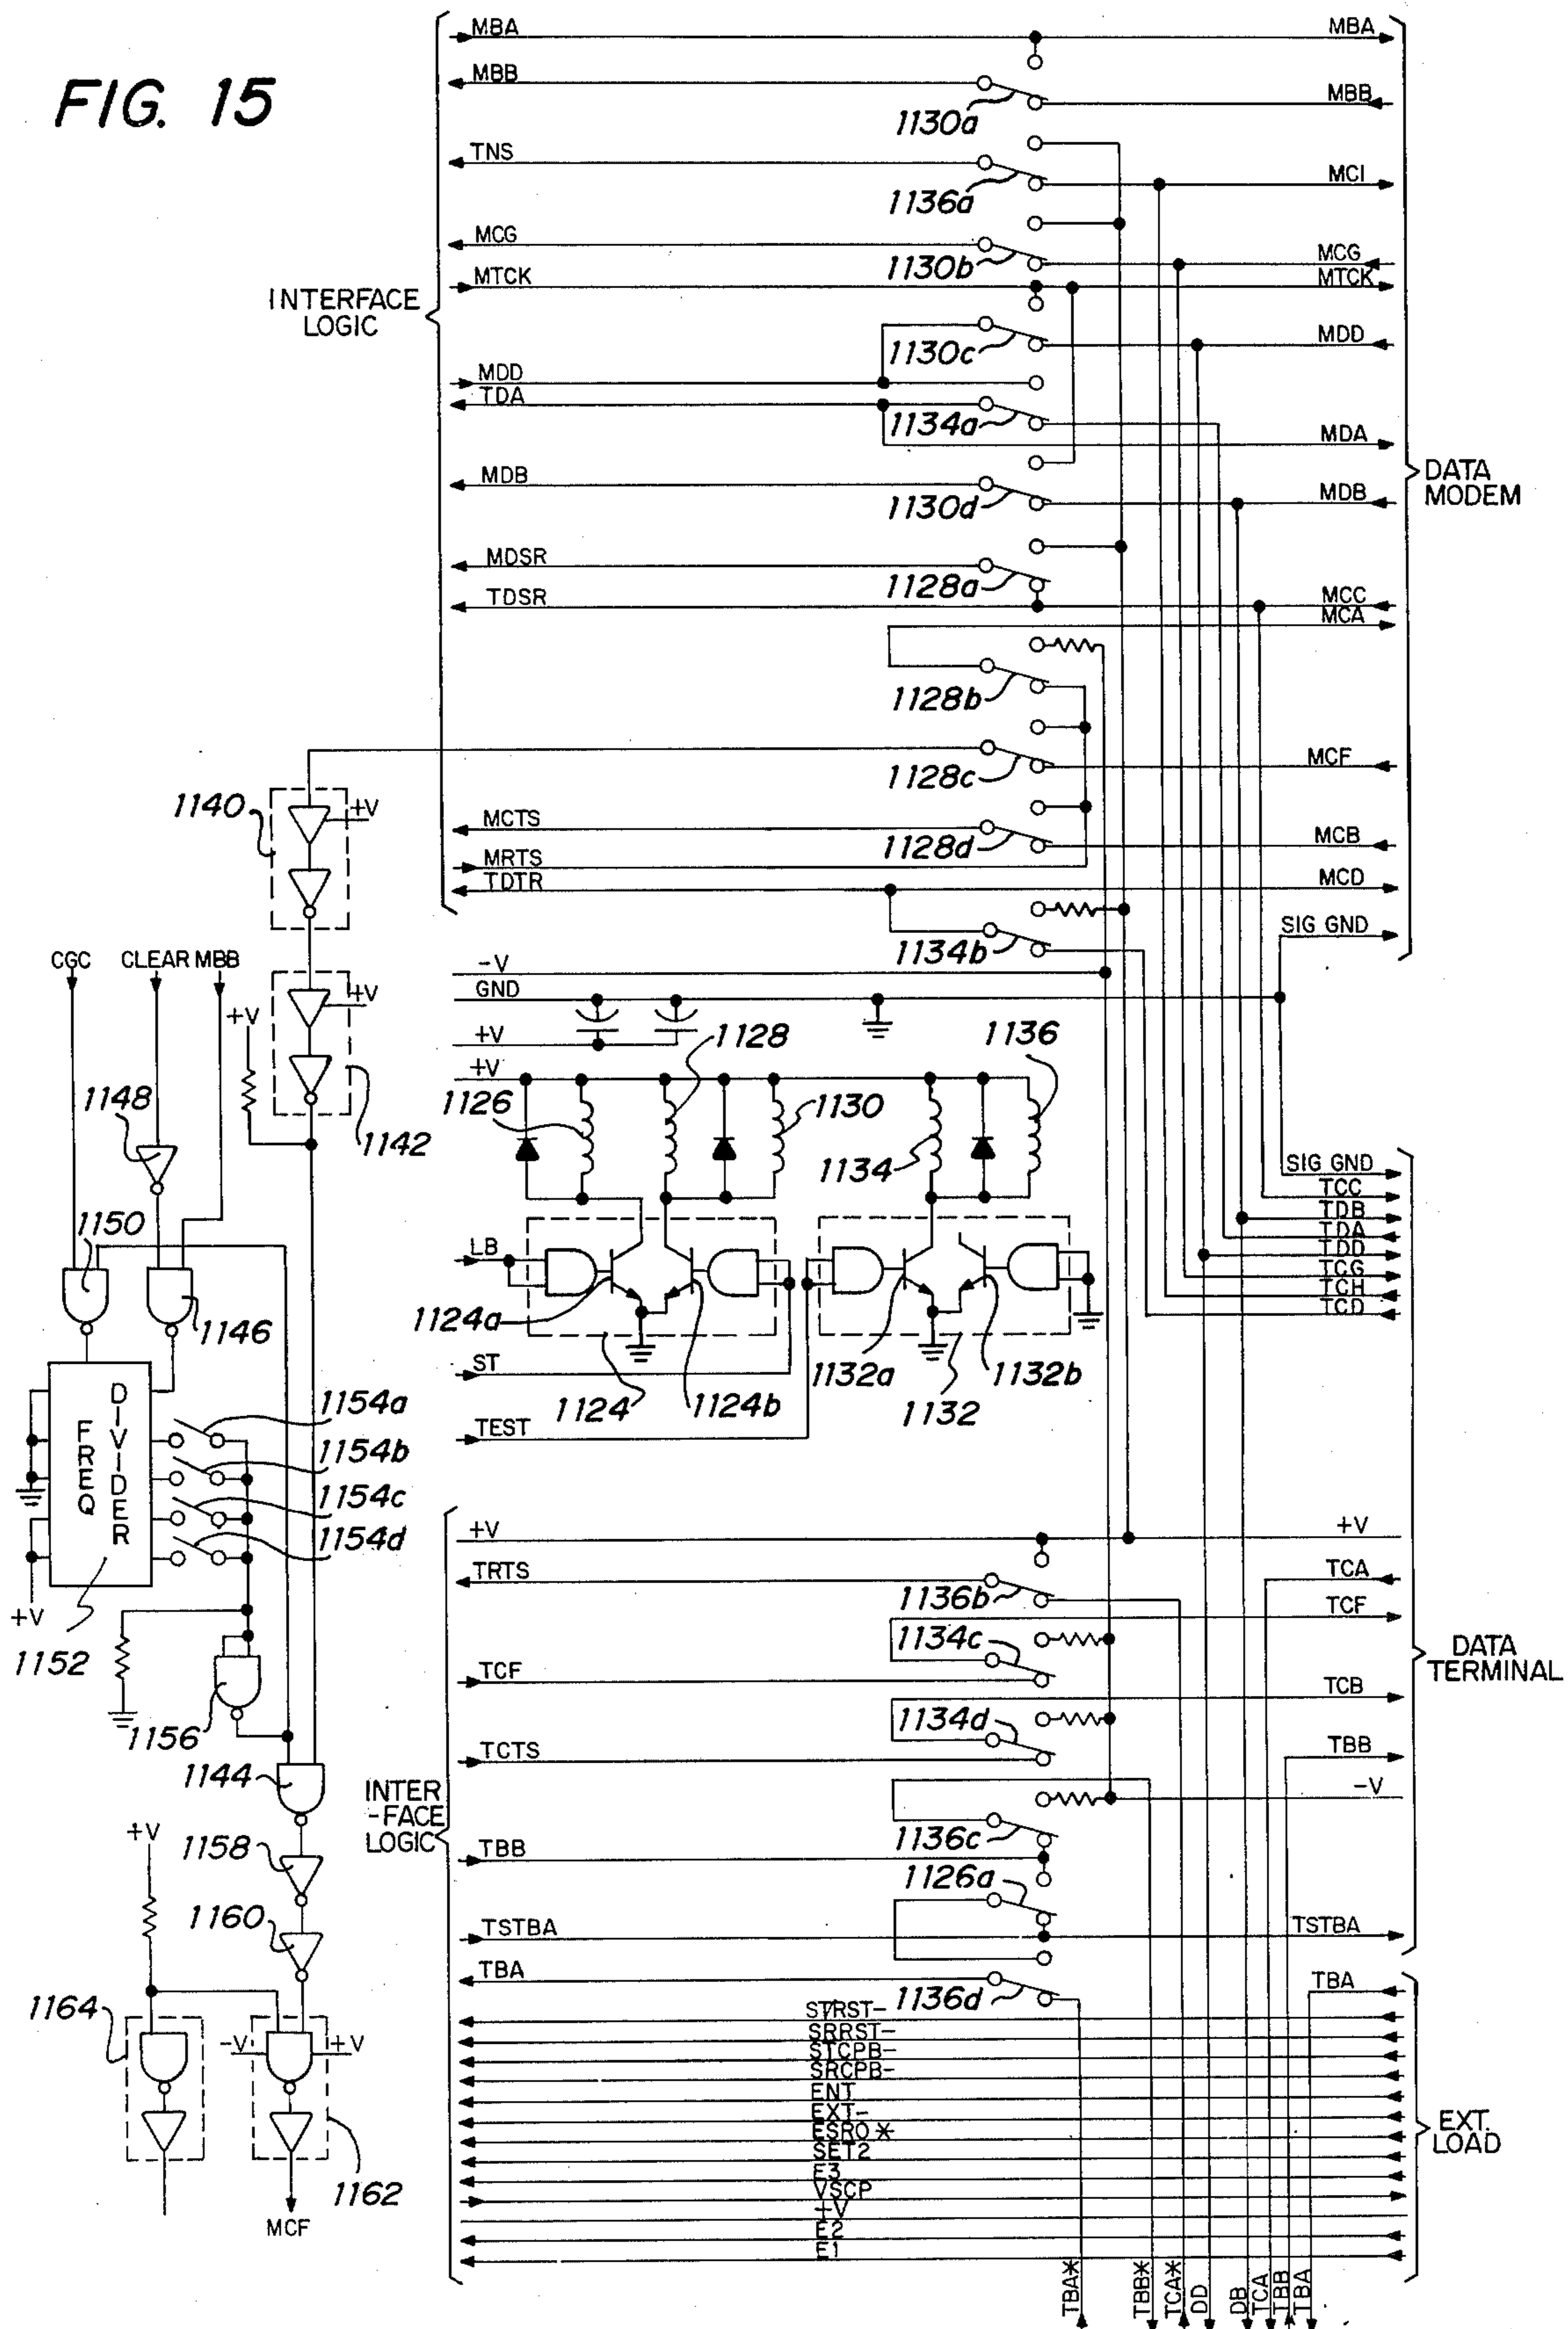 FIG. 15
MBA MBA
MBB MBB
1130a
TNS MCI
1136a
MCG MCG
1130b
MTCK MTCK
INTERFACE
LOGIC
1130c MDD
MDD
TDA
1134a MDA
MDB MDB
1130d
DATA
MODEM
MDSR
1128a
TDSR MCC
MCA
1128b
1128c MCF
1140 +V
MCTS MCB
1128d
MRTS
TDTR MCD
SIG GND
1134b
CGC CLEAR MBB
-V
GND
+V +V
+V
1128 1136
+V
1126 1130
1148
1142
1134
SIG GND
TCC
TDB
TDA
TDD
TCG
TCH
TCD
1150
LB
1146
1124a
ST
1132a 1132b
1124 1124b 1132
TEST
FREQ DIVIDER
1154a
1154b
1154c
1154d
+V
1152
1156
1144
+V +V
TRTS TCA
1136b
TCF
1134c
TCF
DATA
TERMINAL
TCB
1134d
TCTS TBB
-V
INTER
-FACE
LOGIC
1136c
TBB
1126a
TSTBA TSTBA
TBA TBA
1136d
+V
1158
1160
1164
-V +V
1162
MCF
STRST-
SRRST-
STCPB-
SRCPB-
ENT
EXT-
ESRO*
SET2
E3
VSCP
+V
E2
E1
EXT.
LOAD
TBA* TBB* TCA* DD DB TCA TBB TBA